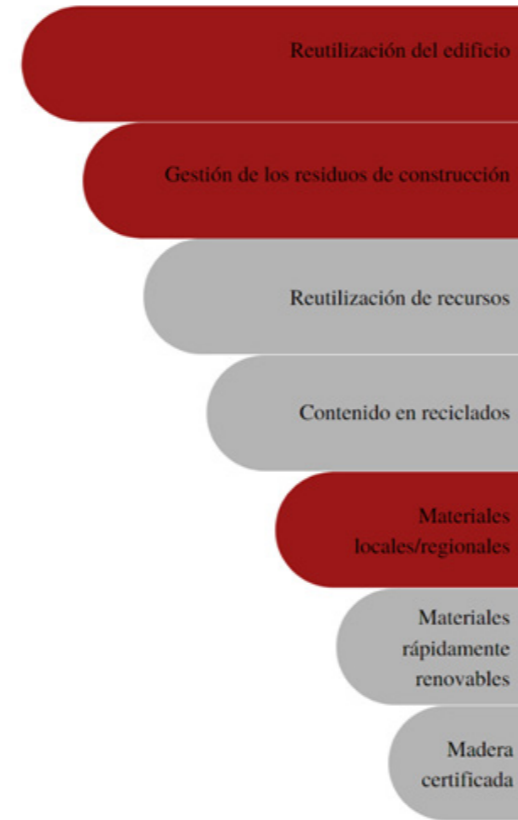 Reutilización del edificio
Gestión de los residuos de construcción
Reutilización de recursos
Contenido en reciclados
Materiales
locales/regionales
Materiales
rápidamente
renovables
Madera
certificada